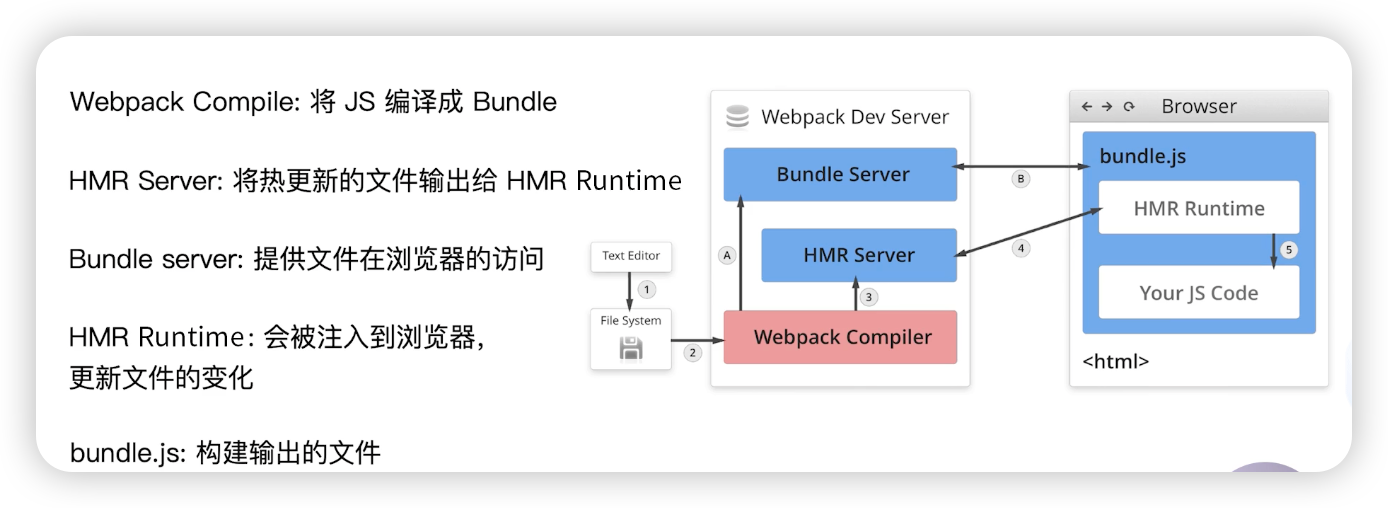 Webpack Compile: 将 JS 编译成 Bundle
HMR Server: 将热更新的文件输出给 HMR Runtime
Bundle server: 提供文件在浏览器的访问
HMR Runtime: 会被注入到浏览器，
更新文件的变化
bundle.js: 构建输出的文件
Text Editor
1
File System
2
Webpack Dev Server
Bundle Server
A
HMR Server
3
Webpack Compiler
B
4
Browser
bundle.js
HMR Runtime
5
Your JS Code
<html>